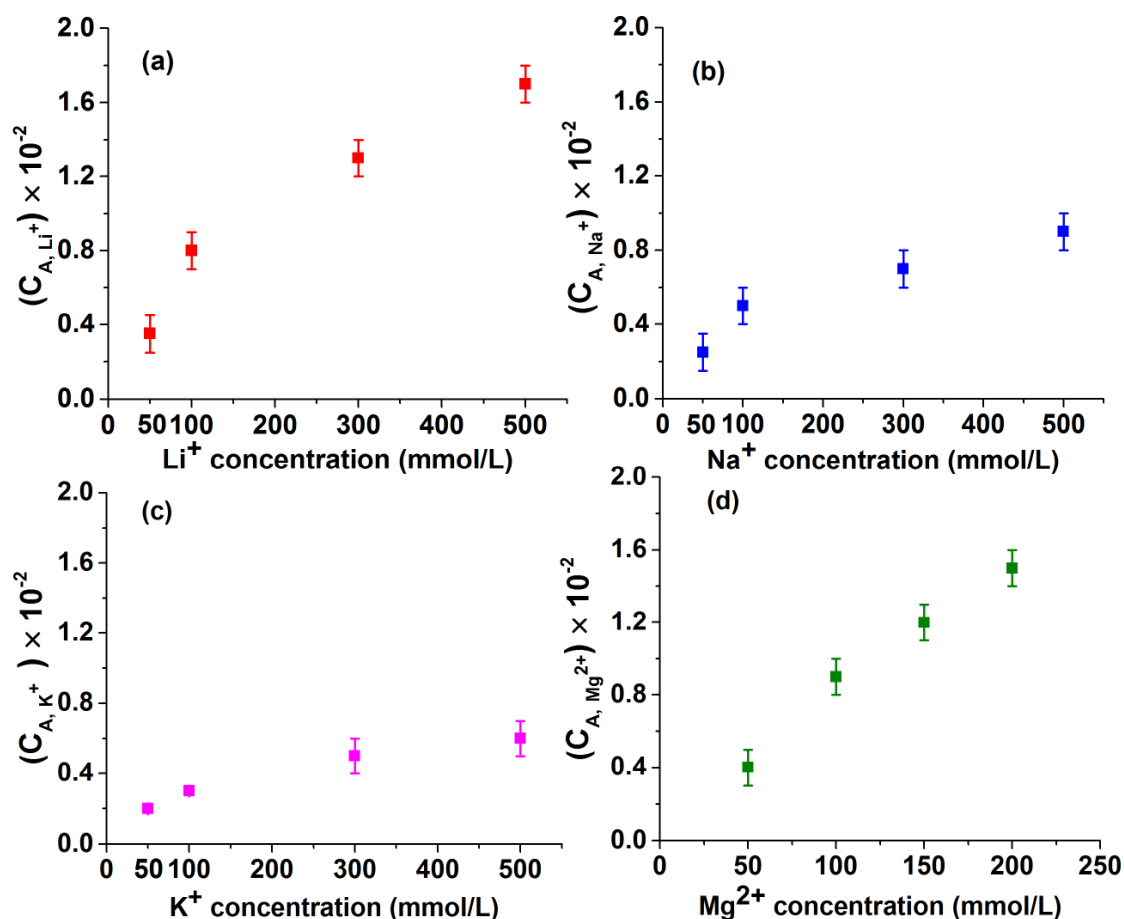 (a)
(C_A, Li⁺) × 10⁻²
2.0
1.6
1.2
0.8
0.4
0.0
0 50 100 200 300 400 500
Li⁺ concentration (mmol/L)
(b)
(C_A, Na⁺) × 10⁻²
2.0
1.6
1.2
0.8
0.4
0.0
0 50 100 200 300 400 500
Na⁺ concentration (mmol/L)
(c)
(C_A, K⁺) × 10⁻²
2.0
1.6
1.2
0.8
0.4
0.0
0 50 100 200 300 400 500
K⁺ concentration (mmol/L)
(d)
(C_A, Mg²⁺) × 10⁻²
2.0
1.6
1.2
0.8
0.4
0.0
0 50 100 150 200 250
Mg²⁺ concentration (mmol/L)